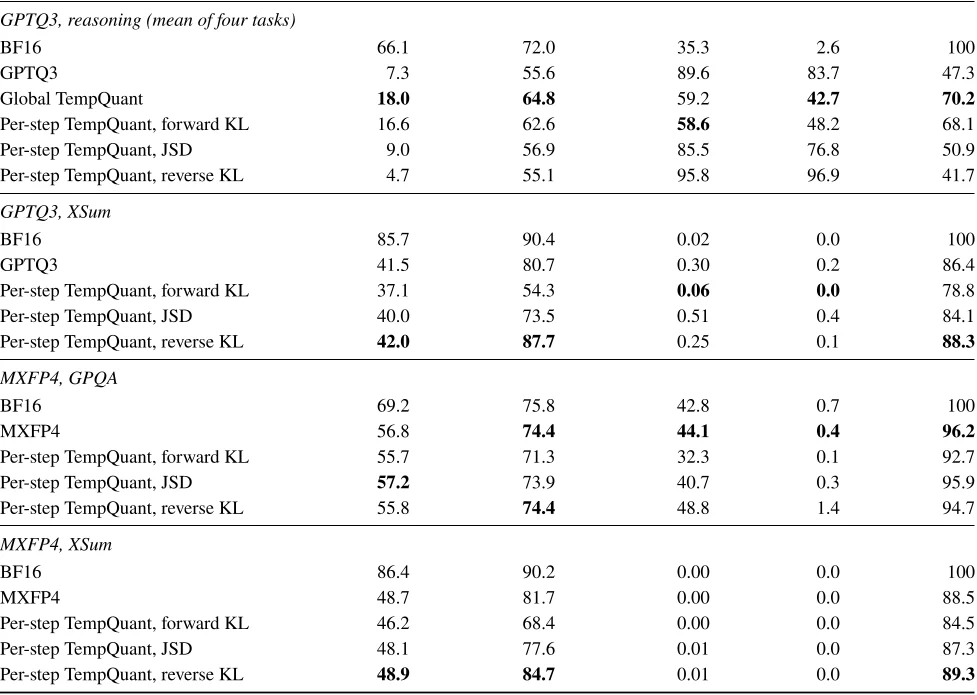 GPTQ3, reasoning (mean of four tasks)
BF16 66.1 72.0 35.3 2.6 100
GPTQ3 7.3 55.6 89.6 83.7 47.3
Global TempQuant 18.0 64.8 59.2 42.7 70.2
Per-step TempQuant, forward KL 16.6 62.6 58.6 48.2 68.1
Per-step TempQuant, JSD 9.0 56.9 85.5 76.8 50.9
Per-step TempQuant, reverse KL 4.7 55.1 95.8 96.9 41.7
GPTQ3, XSum
BF16 85.7 90.4 0.02 0.0 100
GPTQ3 41.5 80.7 0.30 0.2 86.4
Per-step TempQuant, forward KL 37.1 54.3 0.06 0.0 78.8
Per-step TempQuant, JSD 40.0 73.5 0.51 0.4 84.1
Per-step TempQuant, reverse KL 42.0 87.7 0.25 0.1 88.3
MXFP4, GPQA
BF16 69.2 75.8 42.8 0.7 100
MXFP4 56.8 74.4 44.1 0.4 96.2
Per-step TempQuant, forward KL 55.7 71.3 32.3 0.1 92.7
Per-step TempQuant, JSD 57.2 73.9 40.7 0.3 95.9
Per-step TempQuant, reverse KL 55.8 74.4 48.8 1.4 94.7
MXFP4, XSum
BF16 86.4 90.2 0.00 0.0 100
MXFP4 48.7 81.7 0.00 0.0 88.5
Per-step TempQuant, forward KL 46.2 68.4 0.00 0.0 84.5
Per-step TempQuant, JSD 48.1 77.6 0.01 0.0 87.3
Per-step TempQuant, reverse KL 48.9 84.7 0.01 0.0 89.3